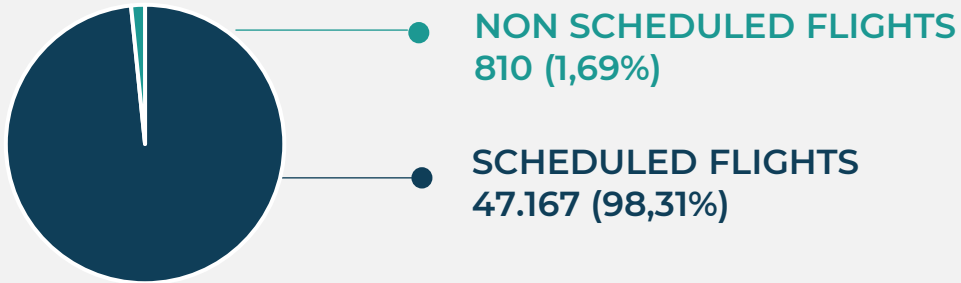 NON SCHEDULED FLIGHTS
810 (1,69%)
SCHEDULED FLIGHTS
47.167 (98,31%)